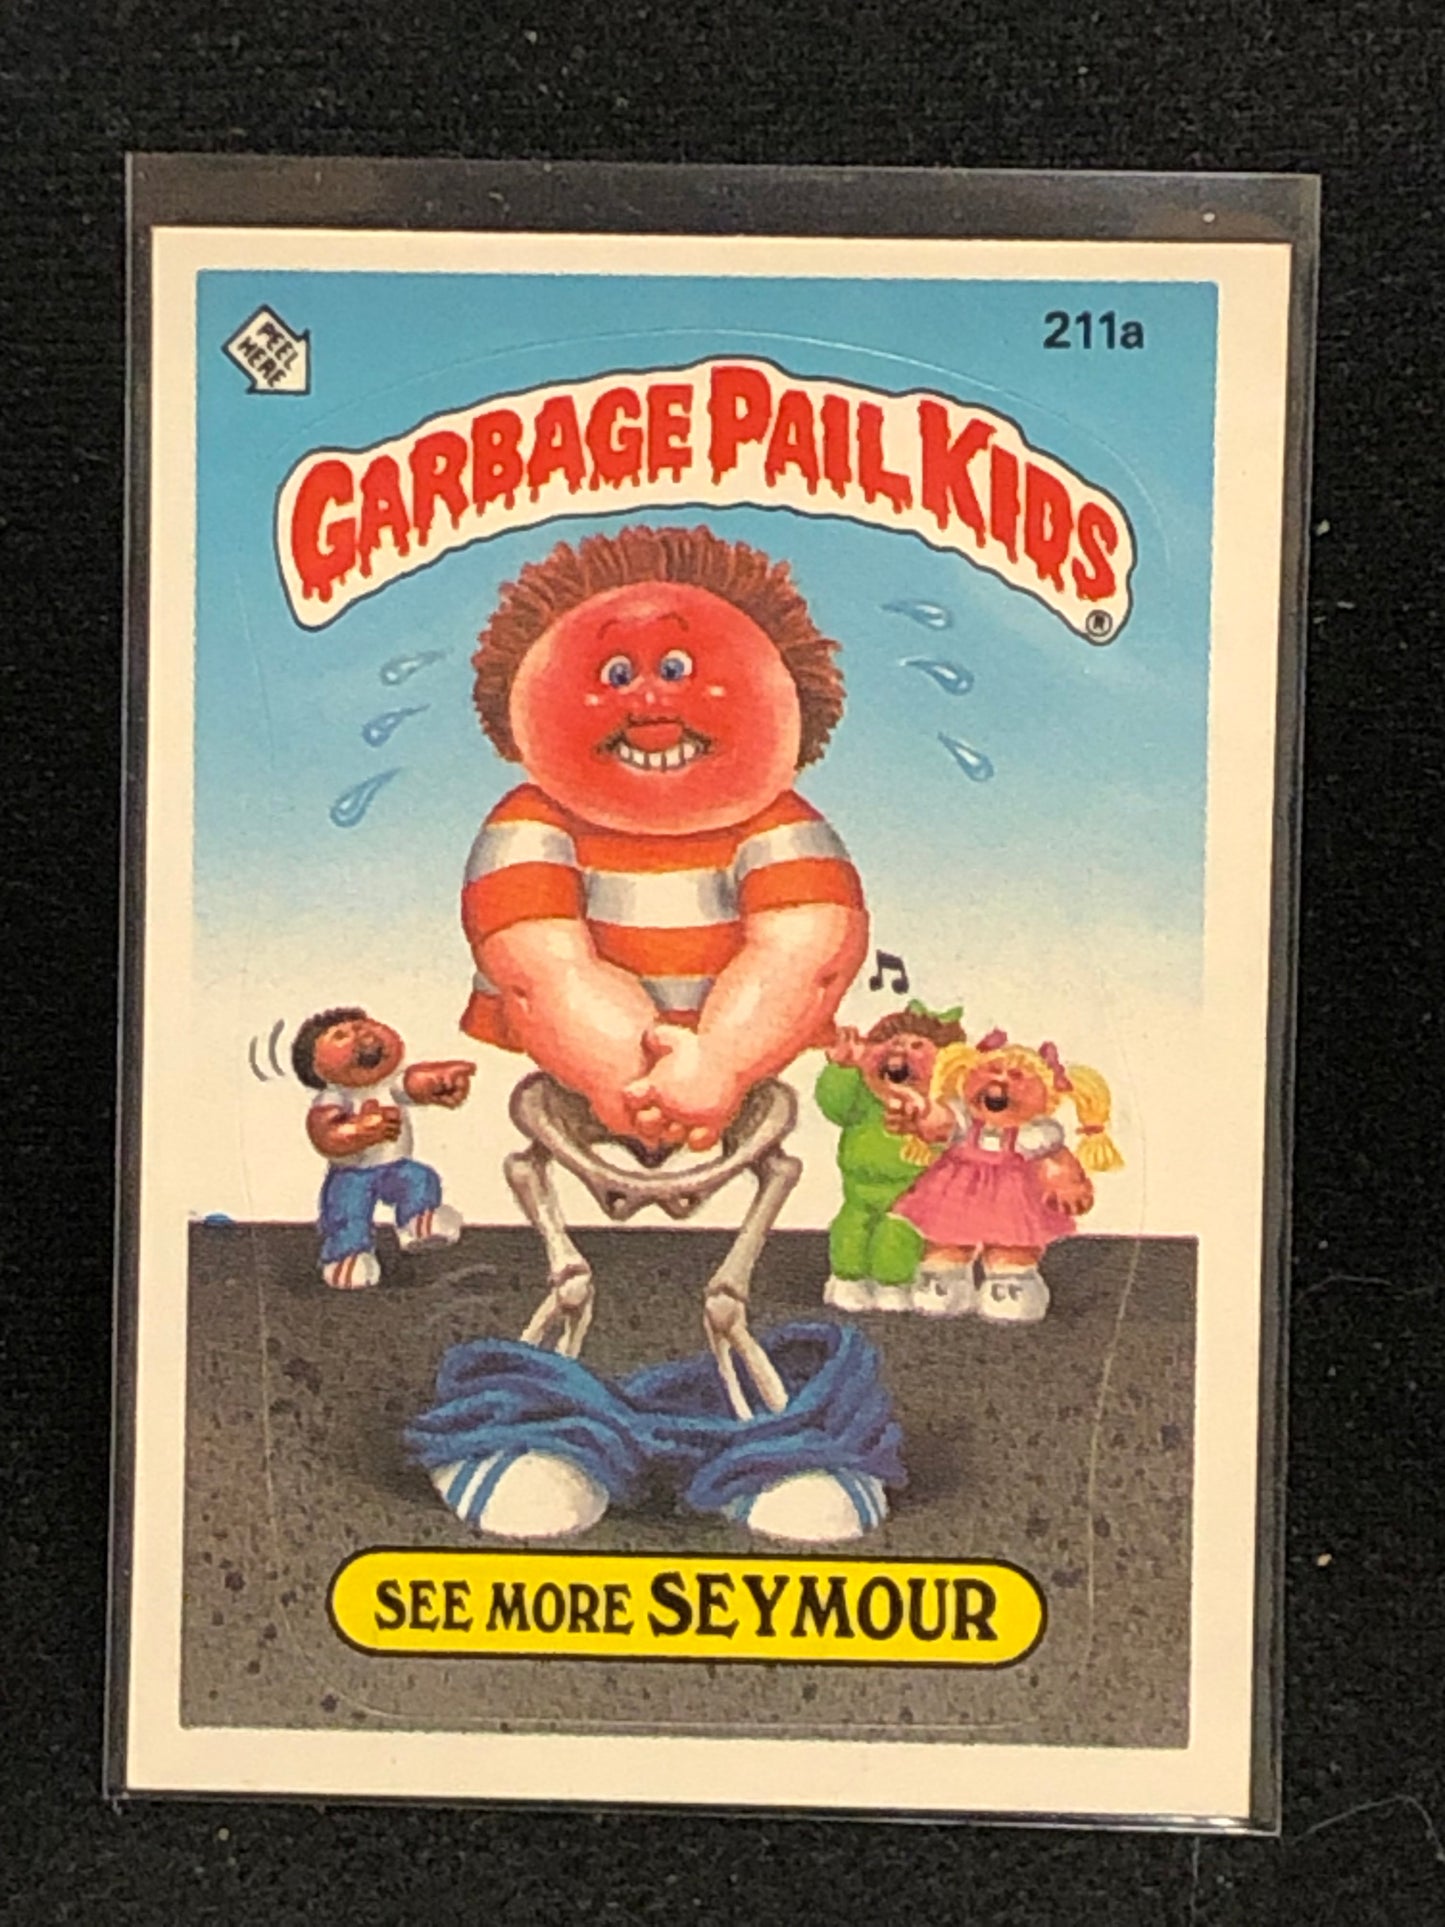 PEEL
HERE
211a
GARBAGE PAIL KIDS
®
SEE MORE SEYMOUR